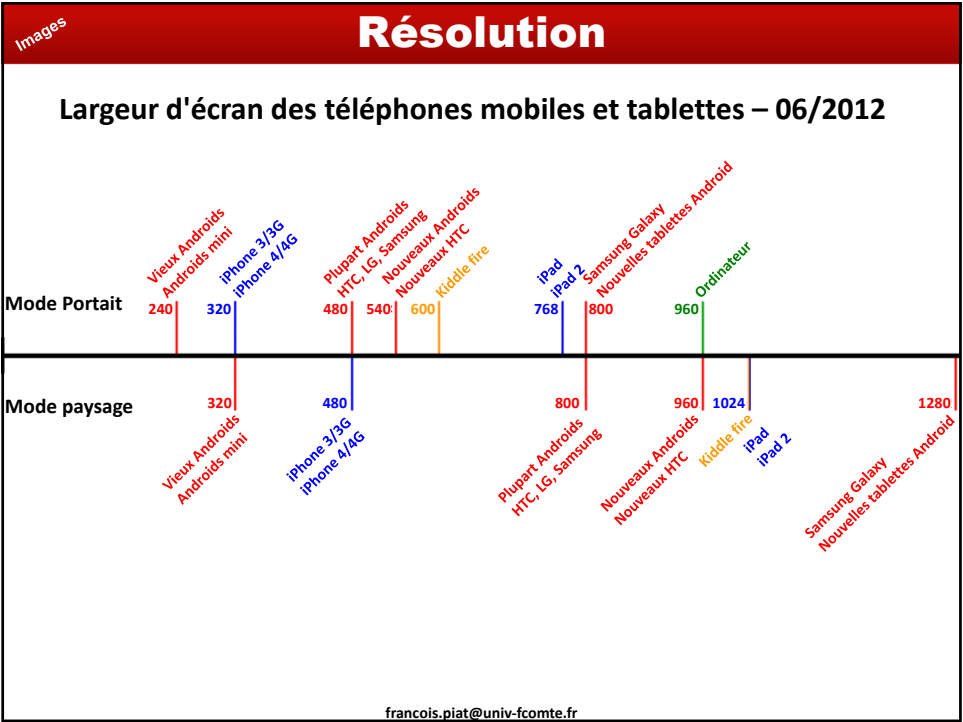 Images
Résolution
Largeur d'écran des téléphones mobiles et tablettes – 06/2012
Vieux Androids
Androids mini
iPhone 3/3G
iPhone 4/4G
Plupart Androids
HTC, LG, Samsung
Nouveaux Androids
Nouveaux HTC
Kiddle fire
iPad
iPad 2
Samsung Galaxy
Nouvelles tablettes Android
Ordinateur
Mode Portait
240
320
480
540
600
768
800
960
Mode paysage
320
480
800
960
1024
1280
Vieux Androids
Androids mini
iPhone 3/3G
iPhone 4/4G
Plupart Androids
HTC, LG, Samsung
Nouveaux Androids
Nouveaux HTC
Kiddle fire
iPad
iPad 2
Samsung Galaxy
Nouvelles tablettes Android
francois.piat@univ-fcomte.fr